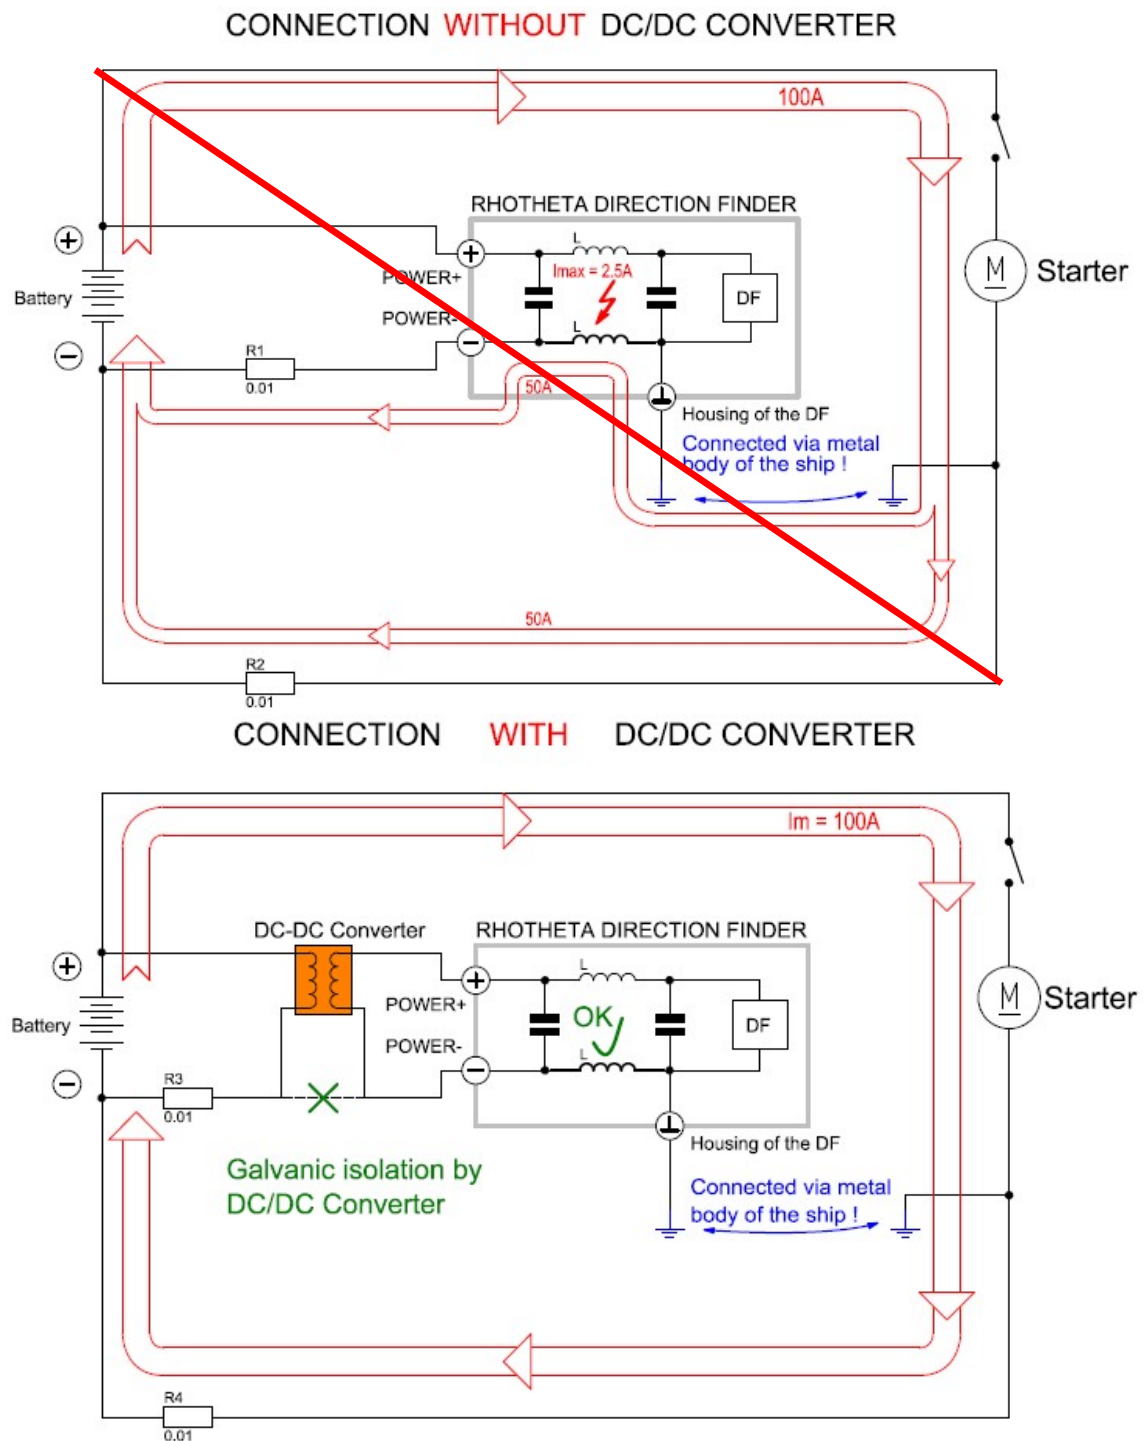 CONNECTION WITHOUT DC/DC CONVERTER
100A
RHOTHETA DIRECTION FINDER
+
L
POWER+
Imax = 2.5A
M
Starter
Battery
DF
POWER-
L
R1
0.01
50A
Housing of the DF
Connected via metal
body of the ship !
50A
R2
0.01
CONNECTION WITH DC/DC CONVERTER
Im = 100A
DC-DC Converter
RHOTHETA DIRECTION FINDER
+
L
POWER+
OK
M
Starter
Battery
DF
POWER-
L
R3
0.01
Housing of the DF
Galvanic isolation by
DC/DC Converter
Connected via metal
body of the ship !
R4
0.01